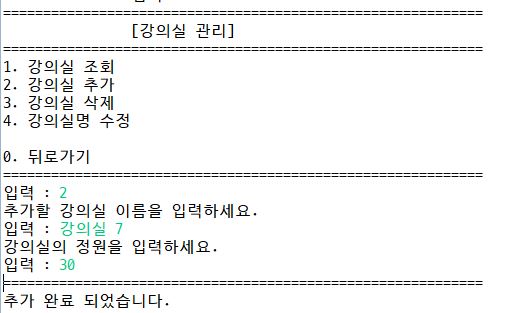 ============================================================
[강의실 관리]
============================================================
1. 강의실 조회
2. 강의실 추가
3. 강의실 삭제
4. 강의실명 수정
0. 뒤로가기
============================================================
입력 : 2
추가할 강의실 이름을 입력하세요.
입력 : 강의실 7
강의실의 정원을 입력하세요.
입력 : 30
============================================================
추가 완료 되었습니다.